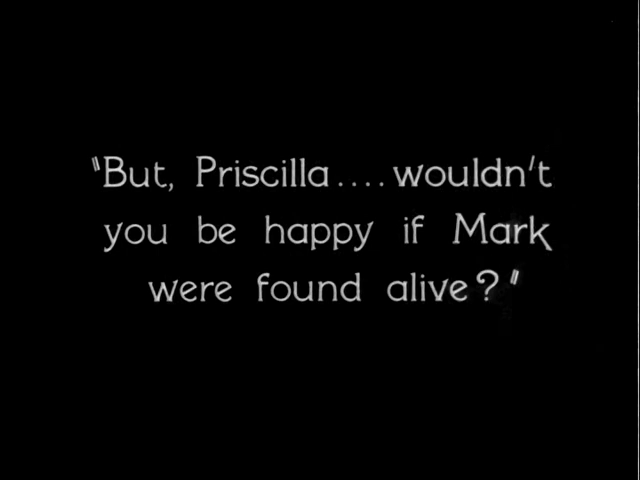 "But, Priscilla....wouldn't
you be happy if Mark
were found alive?"